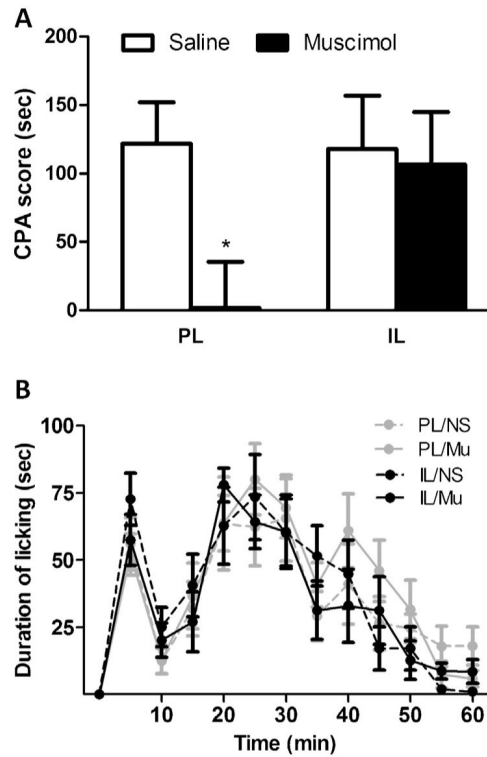 A
CPA score (sec)
200
150
100
50
0
Saline
Muscimol
*
PL
IL
B
Duration of licking (sec)
100
75
50
25
PL/NS
PL/Mu
IL/NS
IL/Mu
10
20
30
40
50
60
Time (min)